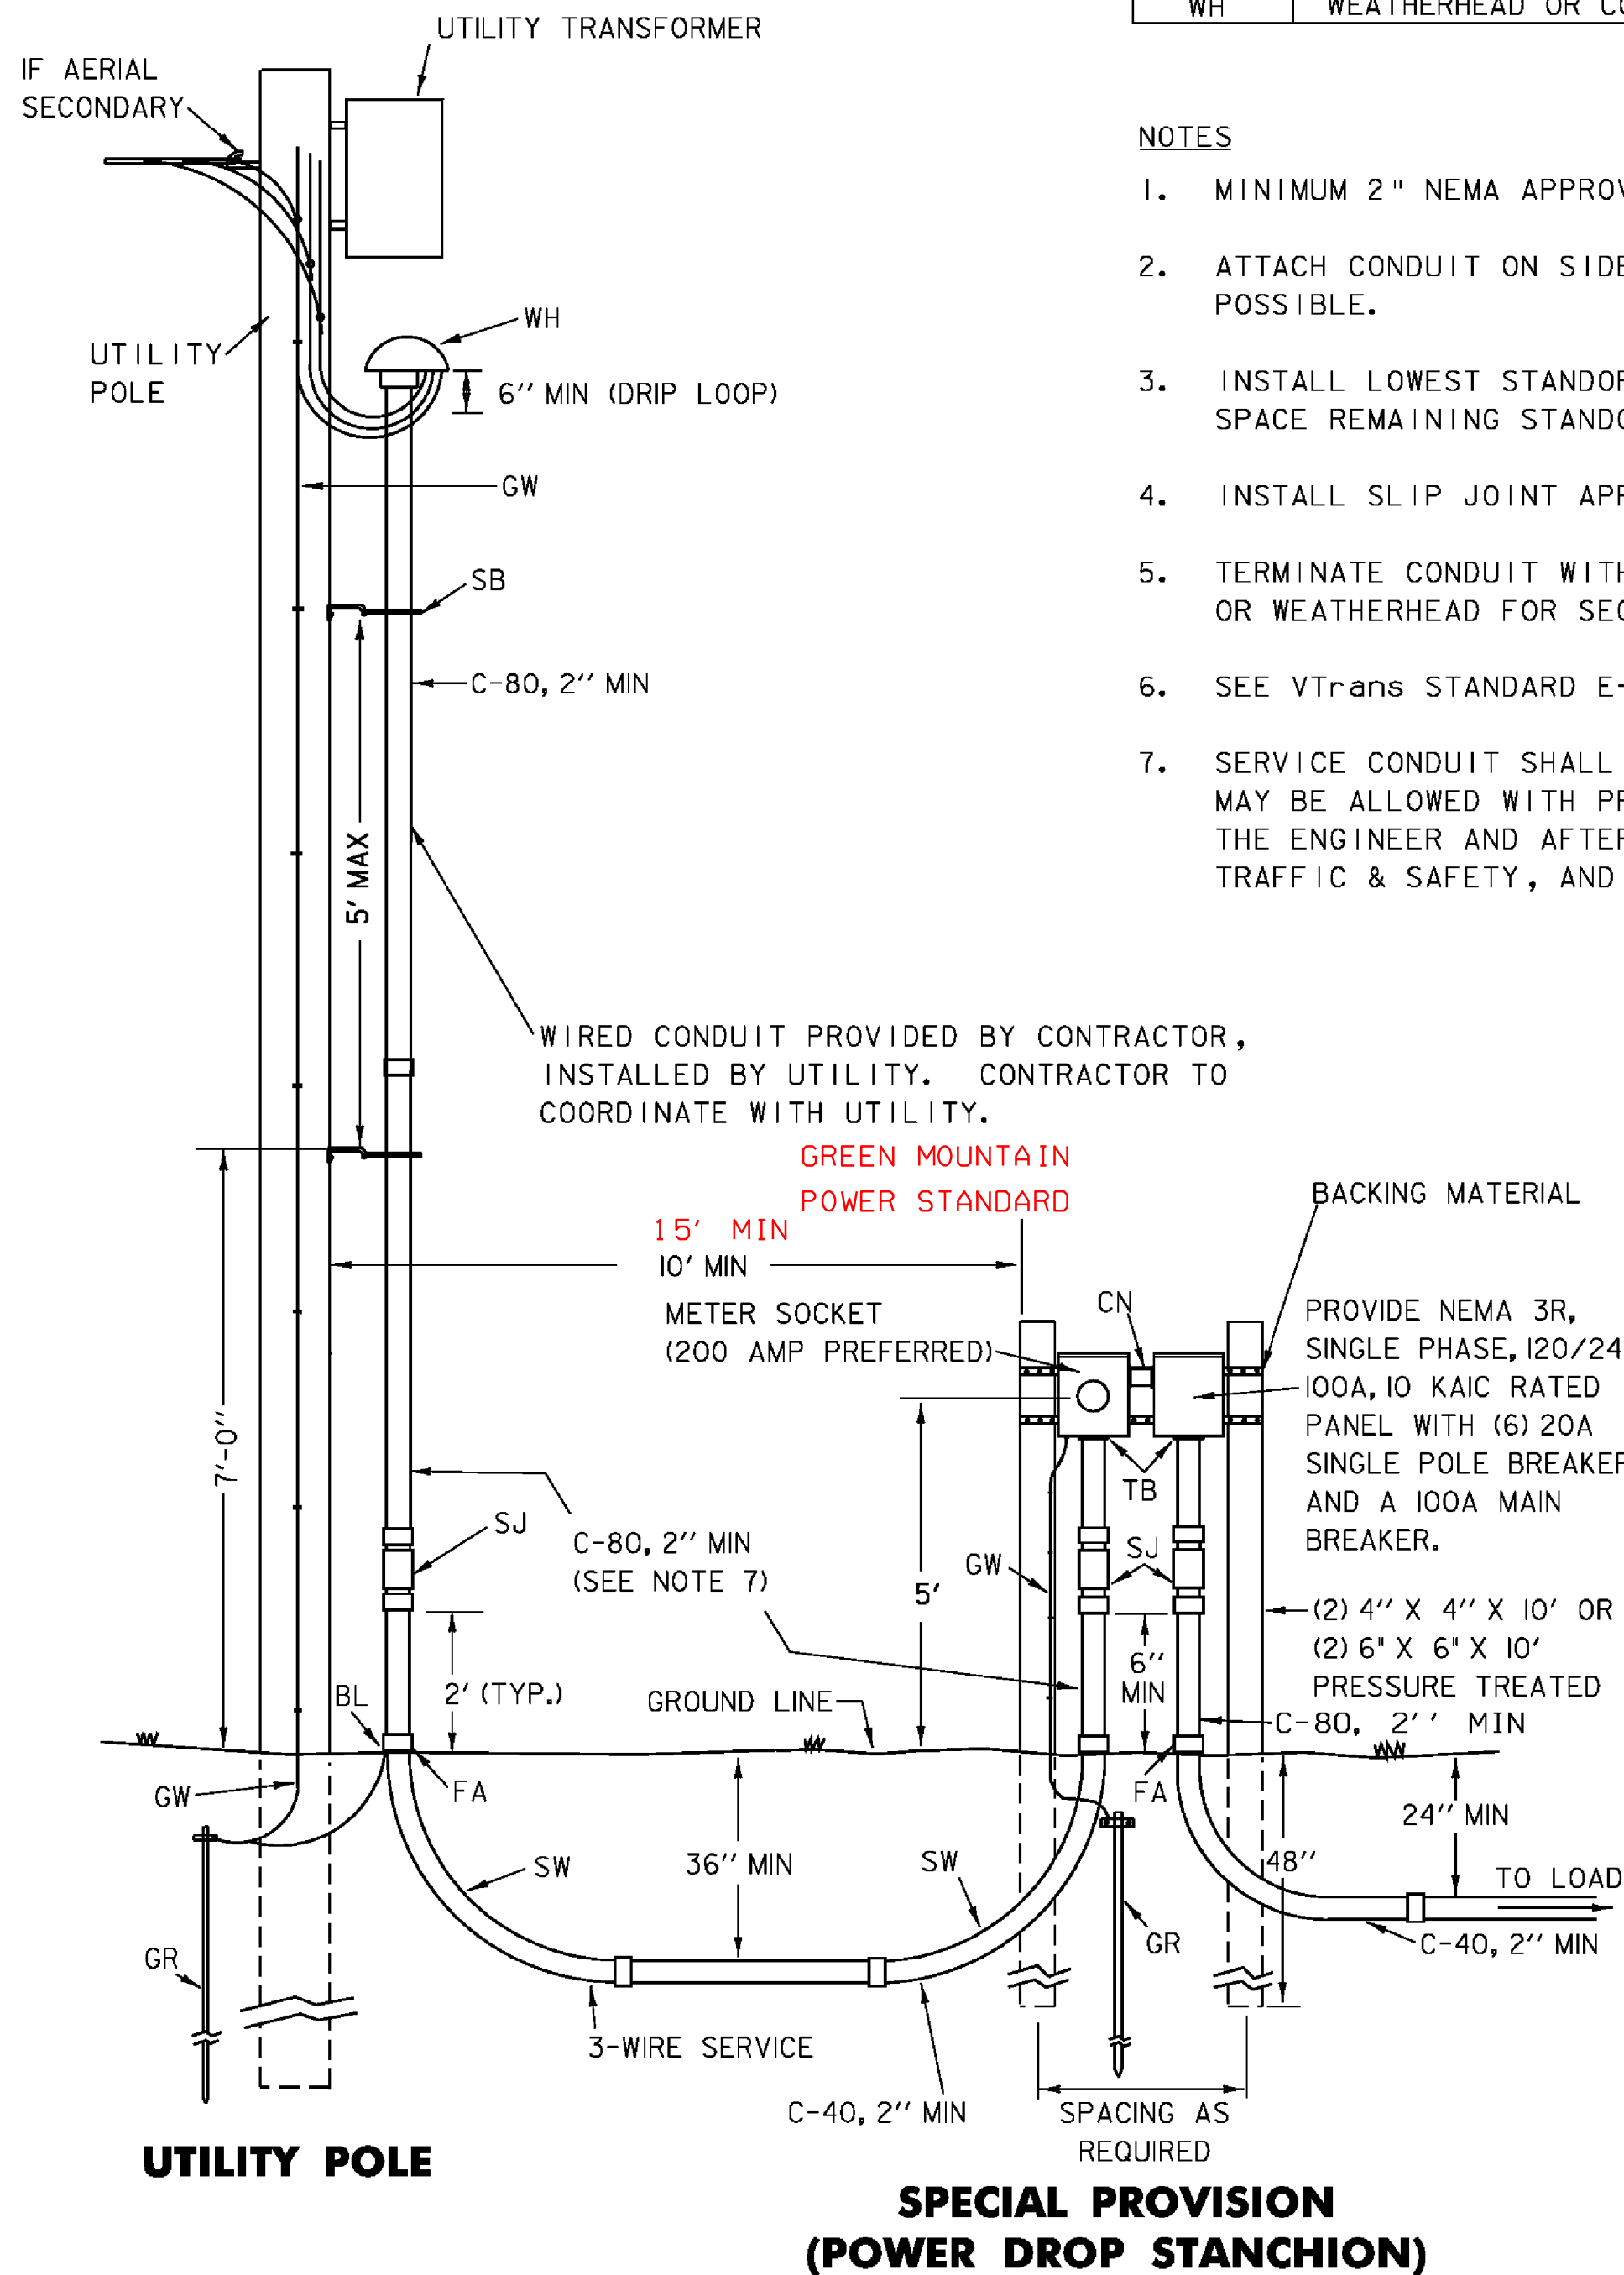 WH WEATHERHEAD OR
UTILITY TRANSFORMER
IF AERIAL
SECONDARY
UTILITY
POLE
WH
6'' MIN (DRIP LOOP)
GW
SB
C-80, 2'' MIN
5' MAX
WIRED CONDUIT PROVIDED BY CONTRACTOR,
INSTALLED BY UTILITY. CONTRACTOR TO
COORDINATE WITH UTILITY.
NOTES
1. MINIMUM 2" NEMA
2. ATTACH CONDUIT ON
POSSIBLE.
3. INSTALL LOWEST
SPACE REMAINING
4. INSTALL SLIP JOINT
5. TERMINATE CONDUIT
OR WEATHERHEAD FOR
6. SEE VTrans STANDARD
7. SERVICE CONDUIT SHALL
MAY BE ALLOWED WITH
THE ENGINEER AND
TRAFFIC & SAFETY, AND
GREEN MOUNTAIN
POWER STANDARD
15' MIN
10' MIN
METER SOCKET
(200 AMP PREFERRED)
CN
BACKING MATERIAL
PROVIDE NEMA 3R,
SINGLE PHASE, 120/24
100A, 10 KAIC RATED
PANEL WITH (6) 20A
SINGLE POLE
AND A 100A MAIN
BREAKER.
7'-0''
SJ
C-80, 2'' MIN
(SEE NOTE 7)
TB
SJ
GW
5'
6''
MIN
(2) 4'' X 4'' X 10' OR
(2) 6" X 6" X 10'
PRESSURE TREATED
C-80, 2'' MIN
BL
2' (TYP.)
GROUND LINE
GW
FA
FA
24'' MIN
SW
36'' MIN
SW
48''
TO LOAD
GR
GR
C-40, 2'' MIN
3-WIRE SERVICE
C-40, 2'' MIN
SPACING AS
REQUIRED
UTILITY POLE
SPECIAL PROVISION
(POWER DROP STANCHION)